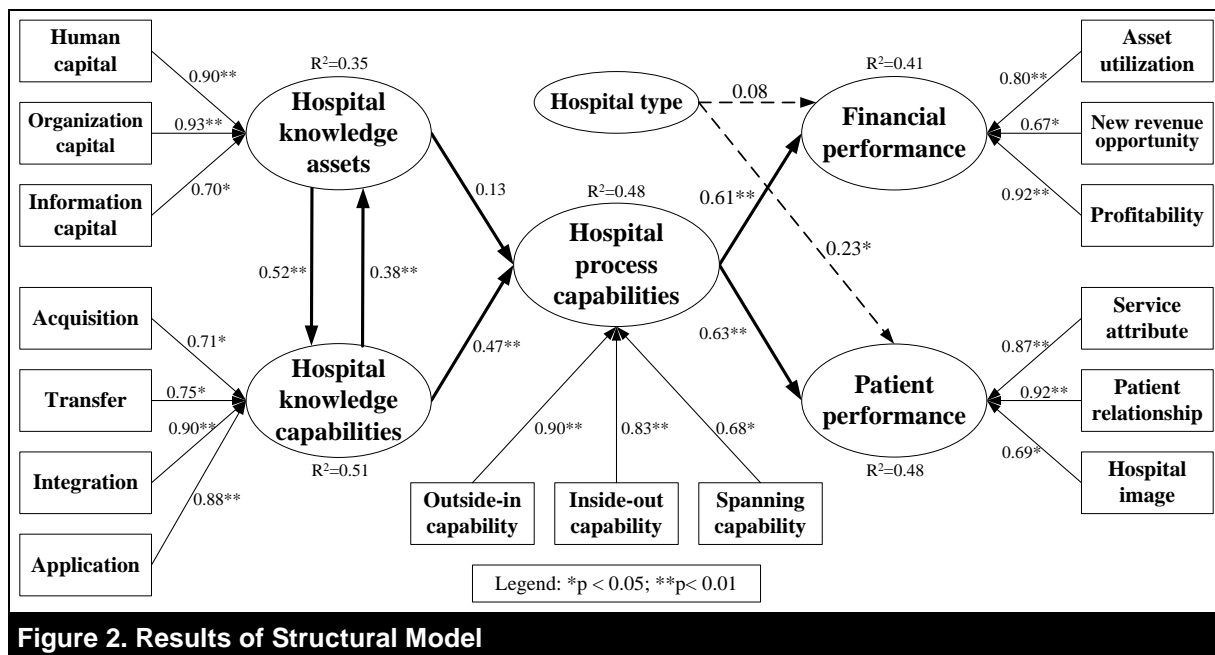 Human
capital
0.90**
Organization
capital
0.93**
Information
capital
0.70*
R²=0.35
Hospital
knowledge
assets
0.52**
0.38**
0.13
Acquisition
0.71*
Transfer
0.75*
Integration
0.90**
Application
0.88**
Hospital
knowledge
capabilities
R²=0.51
0.47**
R²=0.48
Hospital
process
capabilities
0.90**
0.83**
0.68*
Outside-in
capability
Inside-out
capability
Spanning
capability
Hospital type
0.08
0.23*
0.61**
0.63**
R²=0.41
Financial
performance
Asset
utilization
0.80**
New revenue
opportunity
0.67*
Profitability
0.92**
Patient
performance
R²=0.48
Service
attribute
0.87**
Patient
relationship
0.92**
Hospital
image
0.69*
Legend: *p < 0.05; **p< 0.01
Figure 2. Results of Structural Model